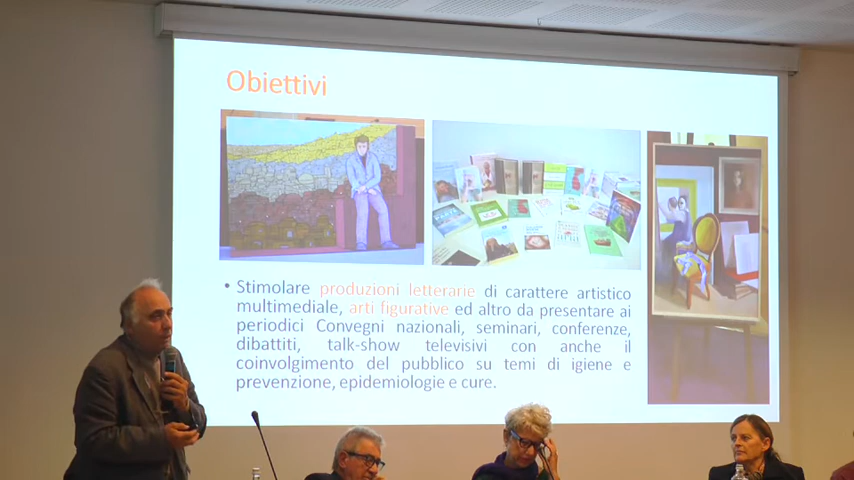 Obiettivi
• Stimolare produzioni letterarie di carattere artistico
multimediale, arti figurative ed altro da presentare ai
periodici Convegni nazionali, seminari, conferenze,
dibattiti, talk-show televisivi con anche il
coinvolgimento del pubblico su temi di igiene e
prevenzione, epidemiologie e cure.